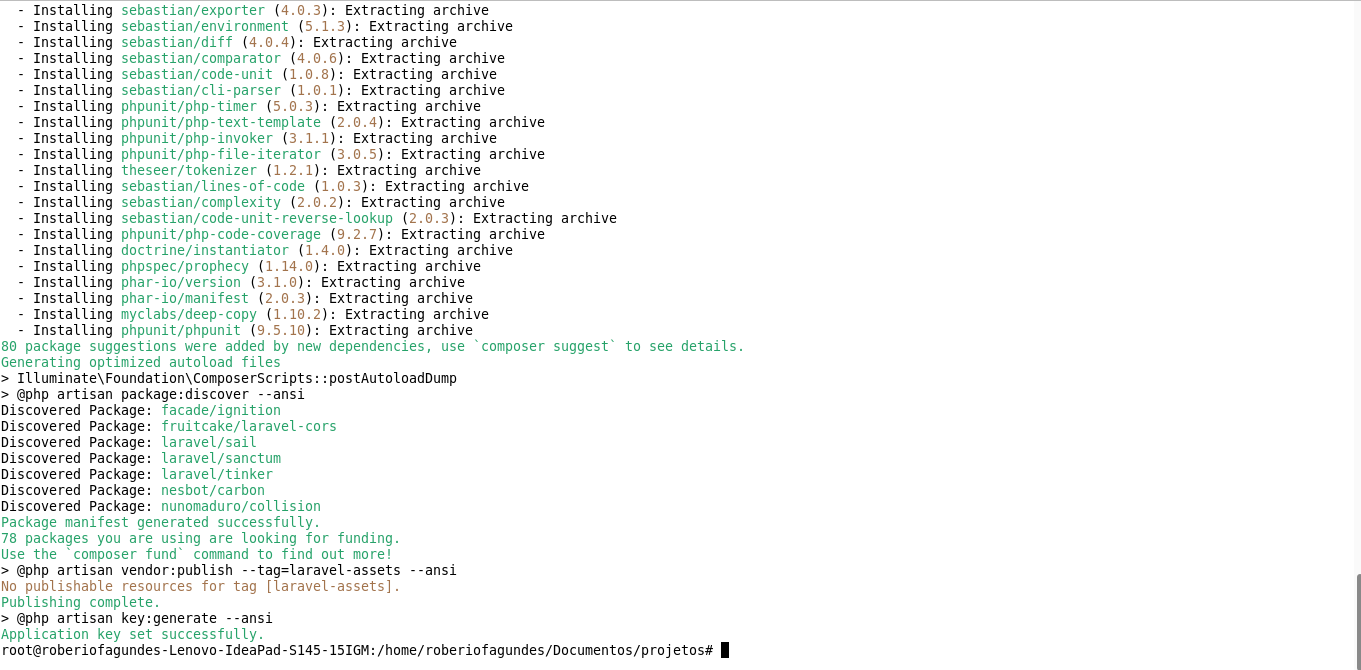 - Installing sebastian/exporter (4.0.3): Extracting archive
  - Installing sebastian/environment (5.1.3): Extracting archive
  - Installing sebastian/diff (4.0.4): Extracting archive
  - Installing sebastian/comparator (4.0.6): Extracting archive
  - Installing sebastian/code-unit (1.0.8): Extracting archive
  - Installing sebastian/cli-parser (1.0.1): Extracting archive
  - Installing phpunit/php-timer (5.0.3): Extracting archive
  - Installing phpunit/php-text-template (2.0.4): Extracting archive
  - Installing phpunit/php-invoker (3.1.1): Extracting archive
  - Installing phpunit/php-file-iterator (3.0.5): Extracting archive
  - Installing theseer/tokenizer (1.2.1): Extracting archive
  - Installing sebastian/lines-of-code (1.0.3): Extracting archive
  - Installing sebastian/complexity (2.0.2): Extracting archive
  - Installing sebastian/code-unit-reverse-lookup (2.0.3): Extracting archive
  - Installing phpunit/php-code-coverage (9.2.7): Extracting archive
  - Installing doctrine/instantiator (1.4.0): Extracting archive
  - Installing phpspec/prophecy (1.14.0): Extracting archive
  - Installing phar-io/version (3.1.0): Extracting archive
  - Installing phar-io/manifest (2.0.3): Extracting archive
  - Installing myclabs/deep-copy (1.10.2): Extracting archive
  - Installing phpunit/phpunit (9.5.10): Extracting archive
80 package suggestions were added by new dependencies, use `composer suggest` to see details.
Generating optimized autoload files
> Illuminate\Foundation\ComposerScripts::postAutoloadDump
> @php artisan package:discover --ansi
Discovered Package: facade/ignition
Discovered Package: fruitcake/laravel-cors
Discovered Package: laravel/sail
Discovered Package: laravel/sanctum
Discovered Package: laravel/tinker
Discovered Package: nesbot/carbon
Discovered Package: nunomaduro/collision
Package manifest generated successfully.
78 packages you are using are looking for funding.
Use the `composer fund` command to find out more!
> @php artisan vendor:publish --tag=laravel-assets --ansi
No publishable resources for tag [laravel-assets].
Publishing complete.
> @php artisan key:generate --ansi
Application key set successfully.
root@roberiofagundes-Lenovo-IdeaPad-S145-15IGM:/home/roberiofagundes/Documentos/projetos#